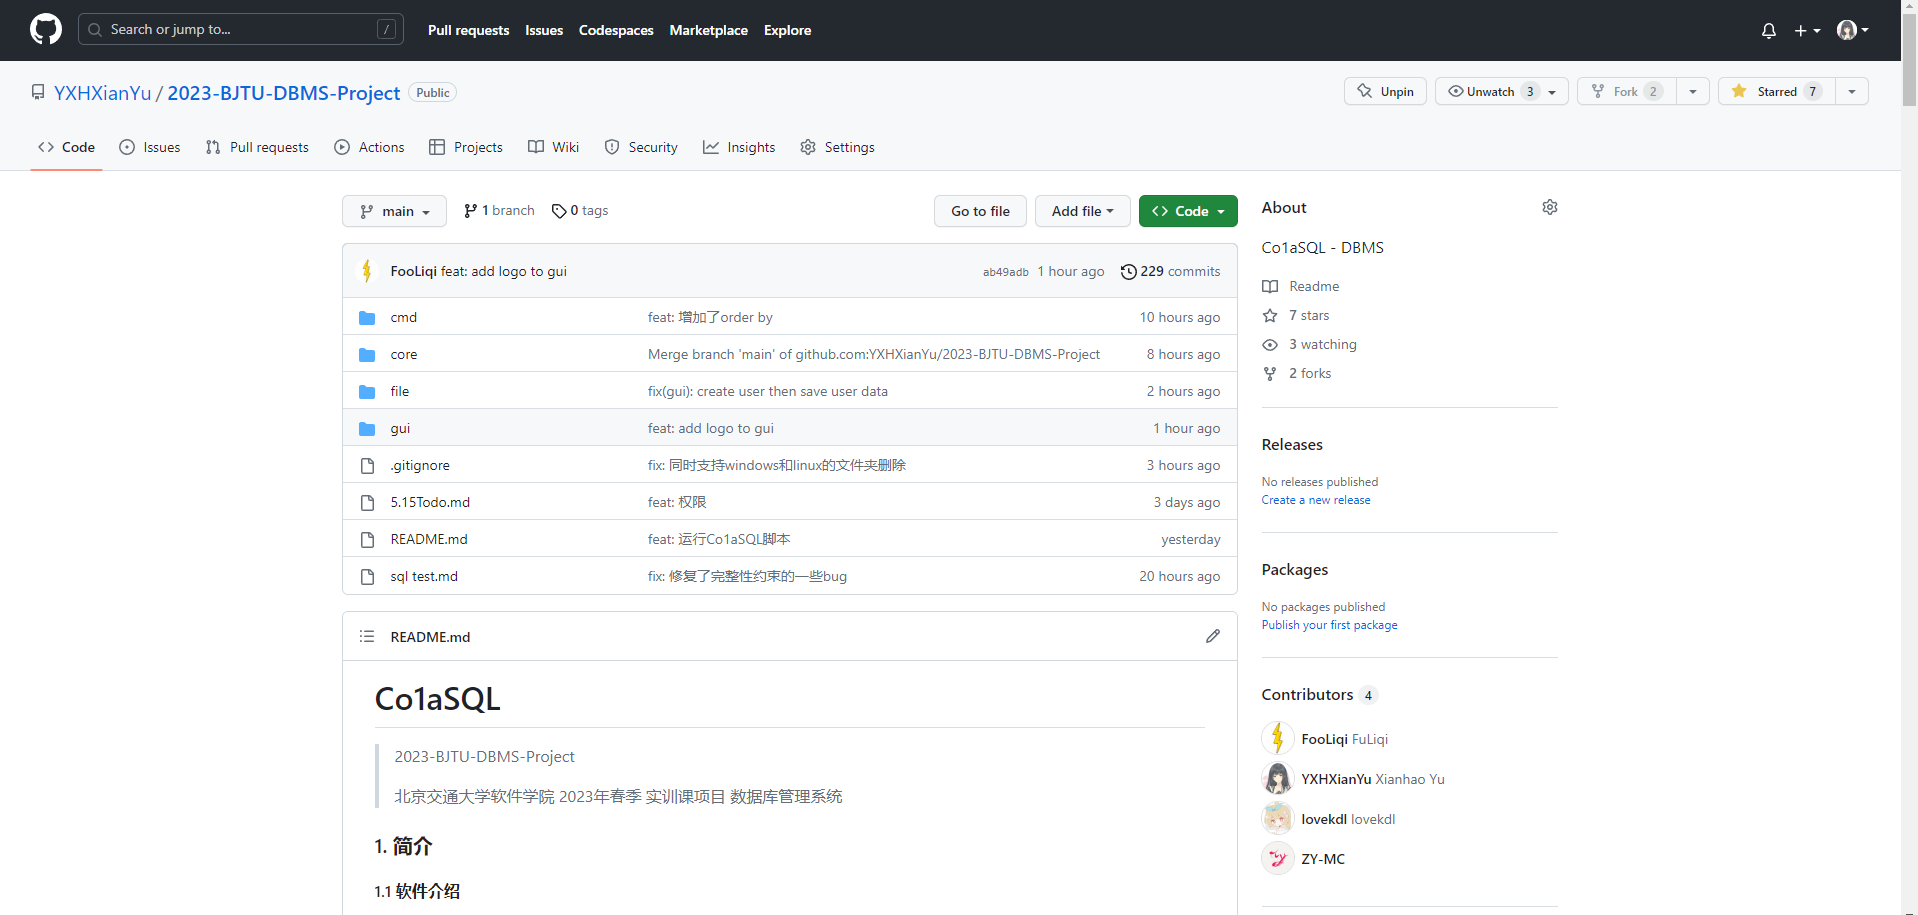 Search or jump to... / Pull requests Issues Codespaces Marketplace Explore
YXHXianYu / 2023-BJTU-DBMS-Project Public Unpin Unwatch 3 Fork 2 Starred 7
Code Issues Pull requests Actions Projects Wiki Security Insights Settings
main 1 branch 0 tags Go to file Add file Code
FooLiqi feat: add logo to gui ab49adb 1 hour ago 229 commits
cmd feat: 增加了order by 10 hours ago
core Merge branch 'main' of github.com:YXHXianYu/2023-BJTU-DBMS-Project 8 hours ago
file fix(gui): create user then save user data 2 hours ago
gui feat: add logo to gui 1 hour ago
.gitignore fix: 同时支持windows和linux的文件夹删除 3 hours ago
5.15Todo.md feat: 权限 3 days ago
README.md feat: 运行Co1aSQL脚本 yesterday
sql test.md fix: 修复了完整性约束的一些bug 20 hours ago
README.md
Co1aSQL
2023-BJTU-DBMS-Project
北京交通大学软件学院 2023年春季 实训课项目 数据库管理系统
1. 简介
1.1 软件介绍
About
Co1aSQL - DBMS
Readme
7 stars
3 watching
2 forks
Releases
No releases published
Create a new release
Packages
No packages published
Publish your first package
Contributors 4
FooLiqi FuLiqi
YXHXianYu Xianhao Yu
lovekdl lovekdl
ZY-MC